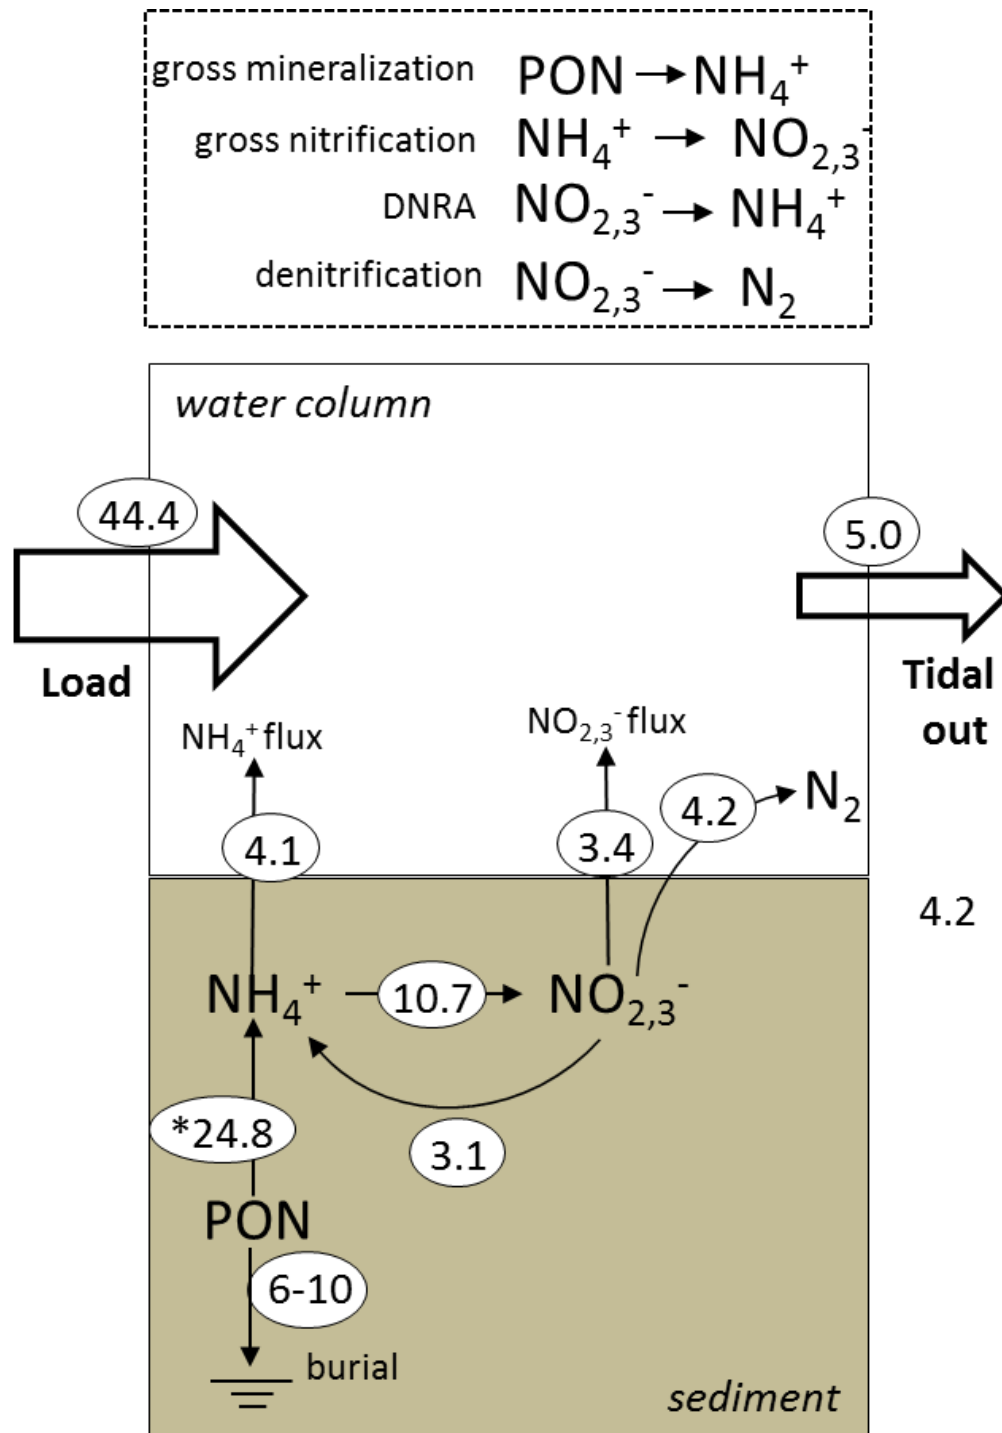 gross mineralization PON → NH₄⁺
gross nitrification NH₄⁺ → NO₂,₃⁻
DNRA NO₂,₃⁻ → NH₄⁺
denitrification NO₂,₃⁻ → N₂
water column
44.4
5.0
Load
Tidal
out
NH₄⁺ flux
NO₂,₃⁻ flux
N₂
4.2
4.1
3.4
4.2
NH₄⁺
10.7
NO₂,₃⁻
*24.8
3.1
PON
6-10
burial
sediment